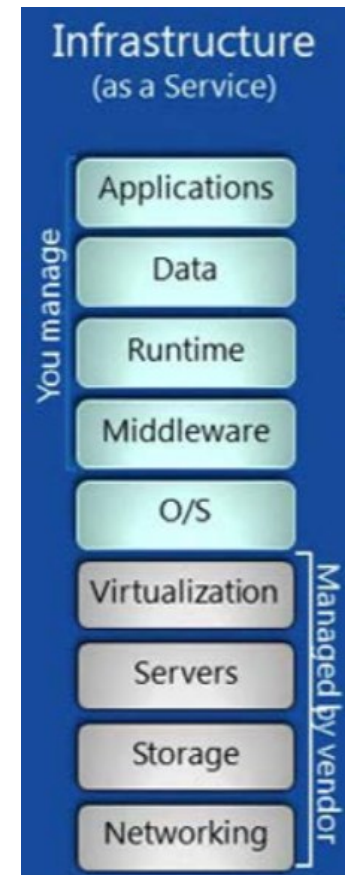 Infrastructure
(as a Service)
You manage
Applications
Data
Runtime
Middleware
O/S
Virtualization
Servers
Storage
Networking
Managed by vendor